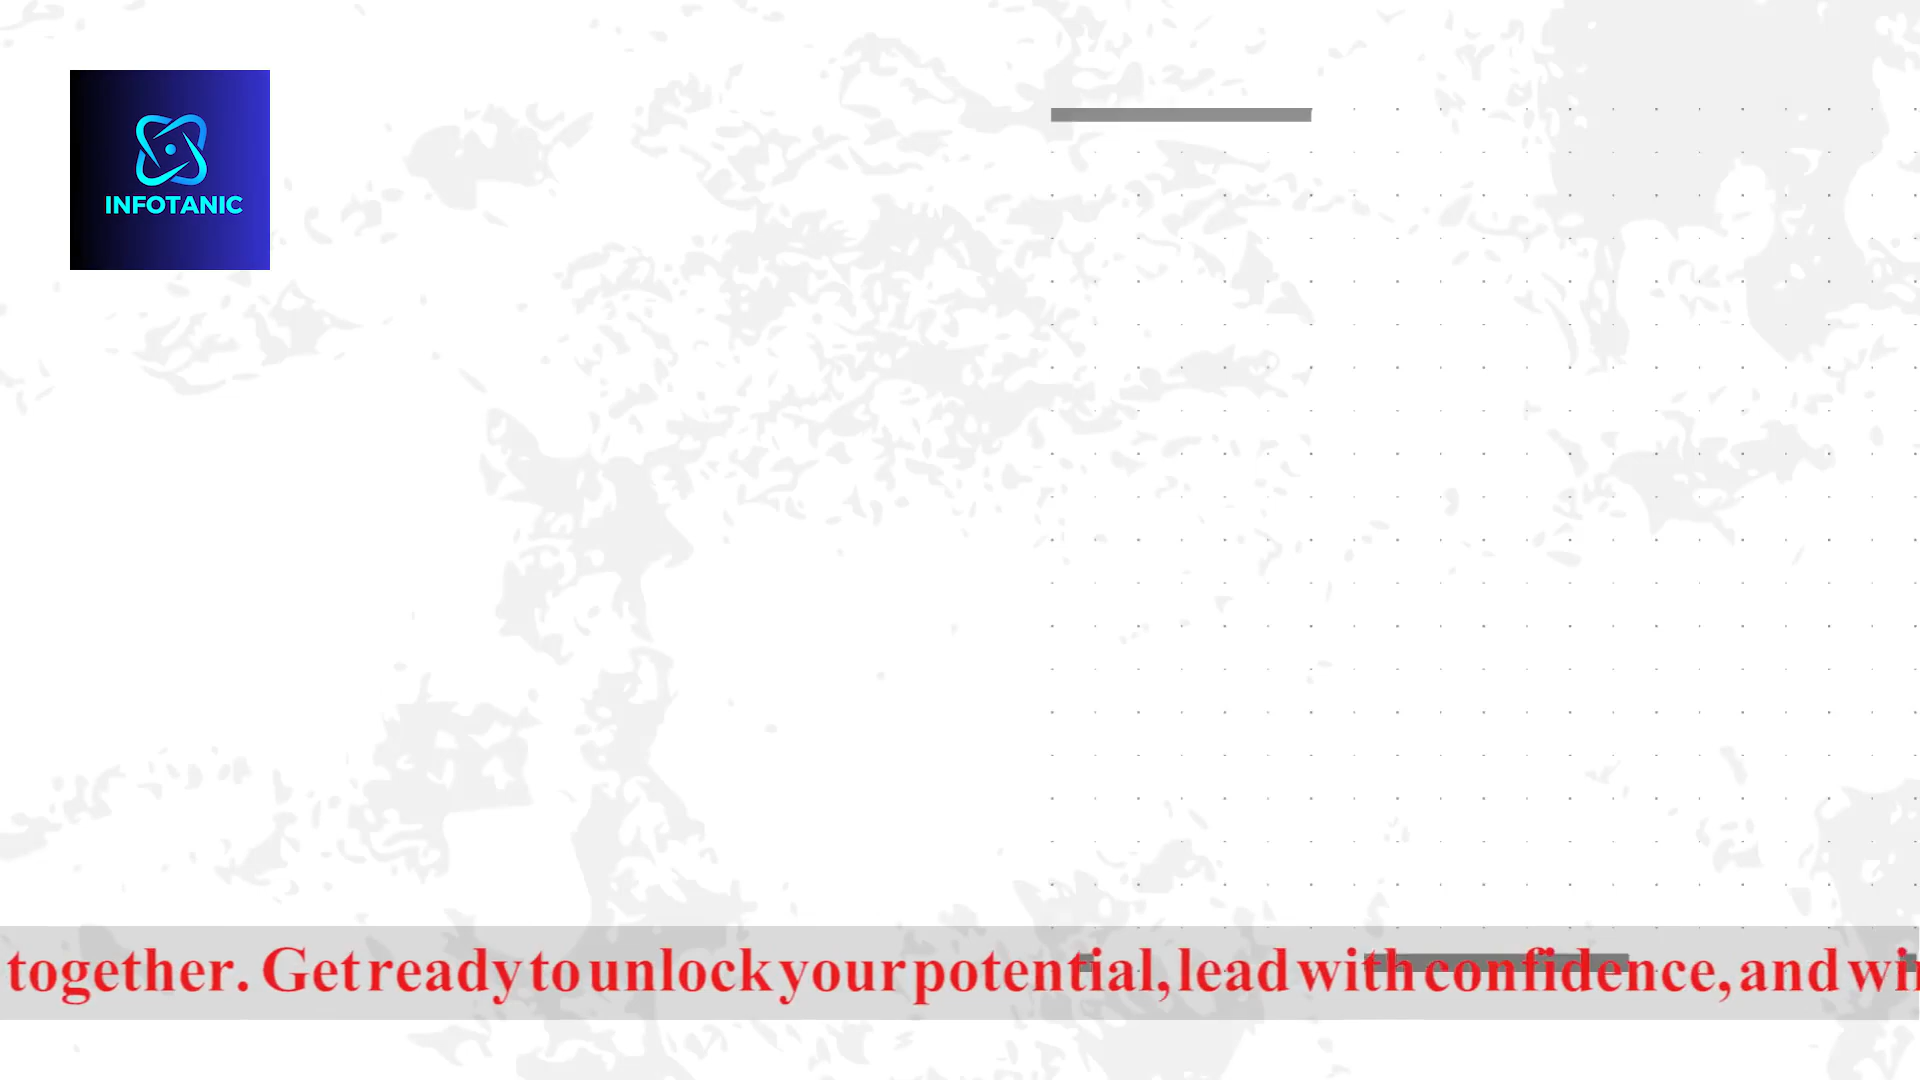 INFOTANIC
together. Get ready to unlock your potential, lead with confidence, and